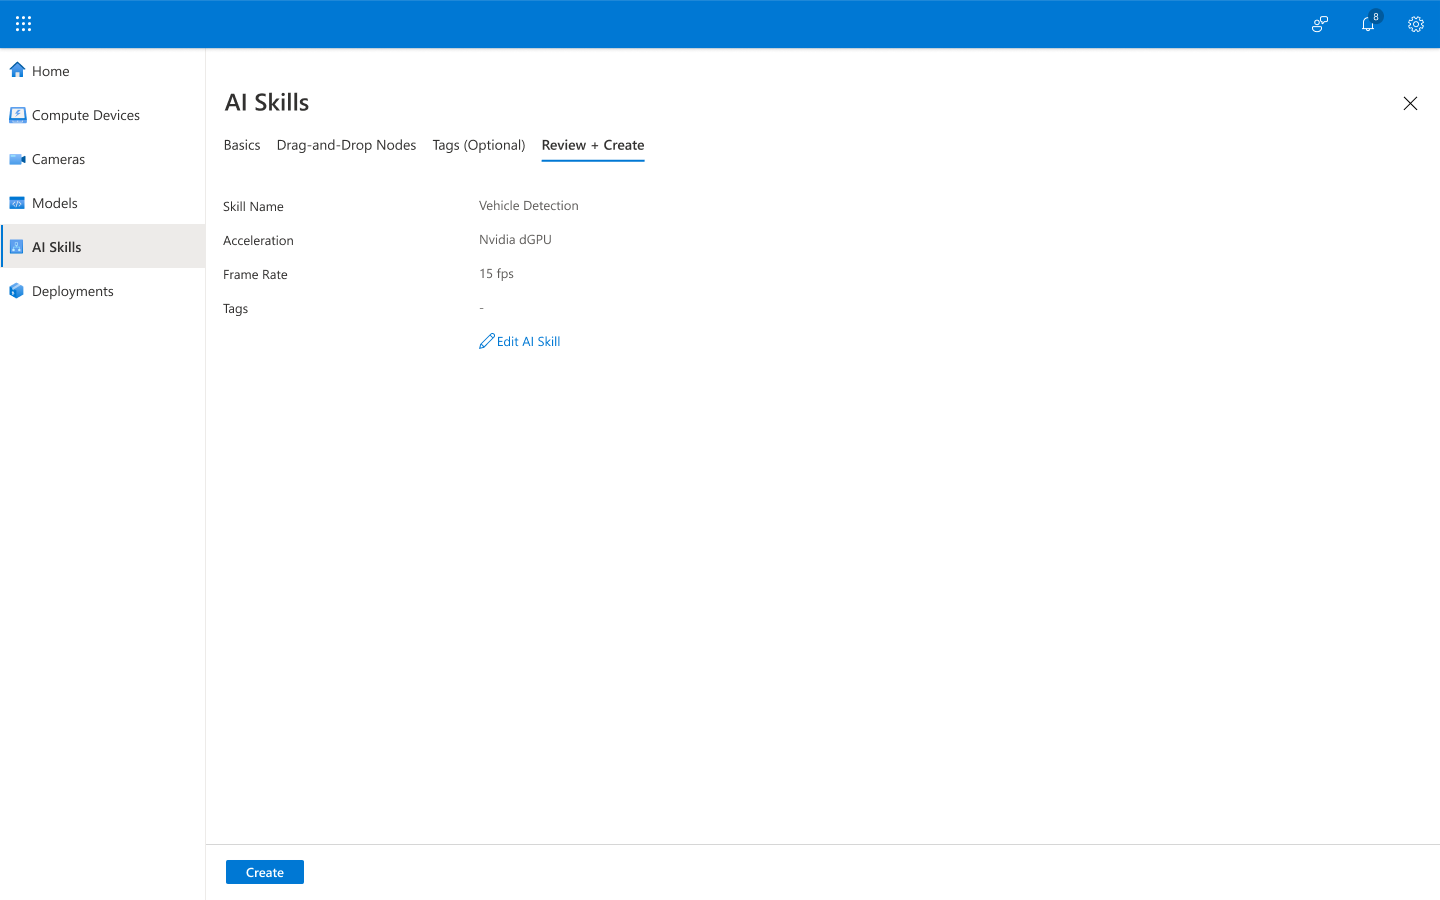 8
Home
Compute Devices
Cameras
Models
AI Skills
Deployments
AI Skills
Basics Drag-and-Drop Nodes Tags (Optional) Review + Create
Skill Name Vehicle Detection
Acceleration Nvidia dGPU
Frame Rate 15 fps
Tags -
Edit AI Skill
Create